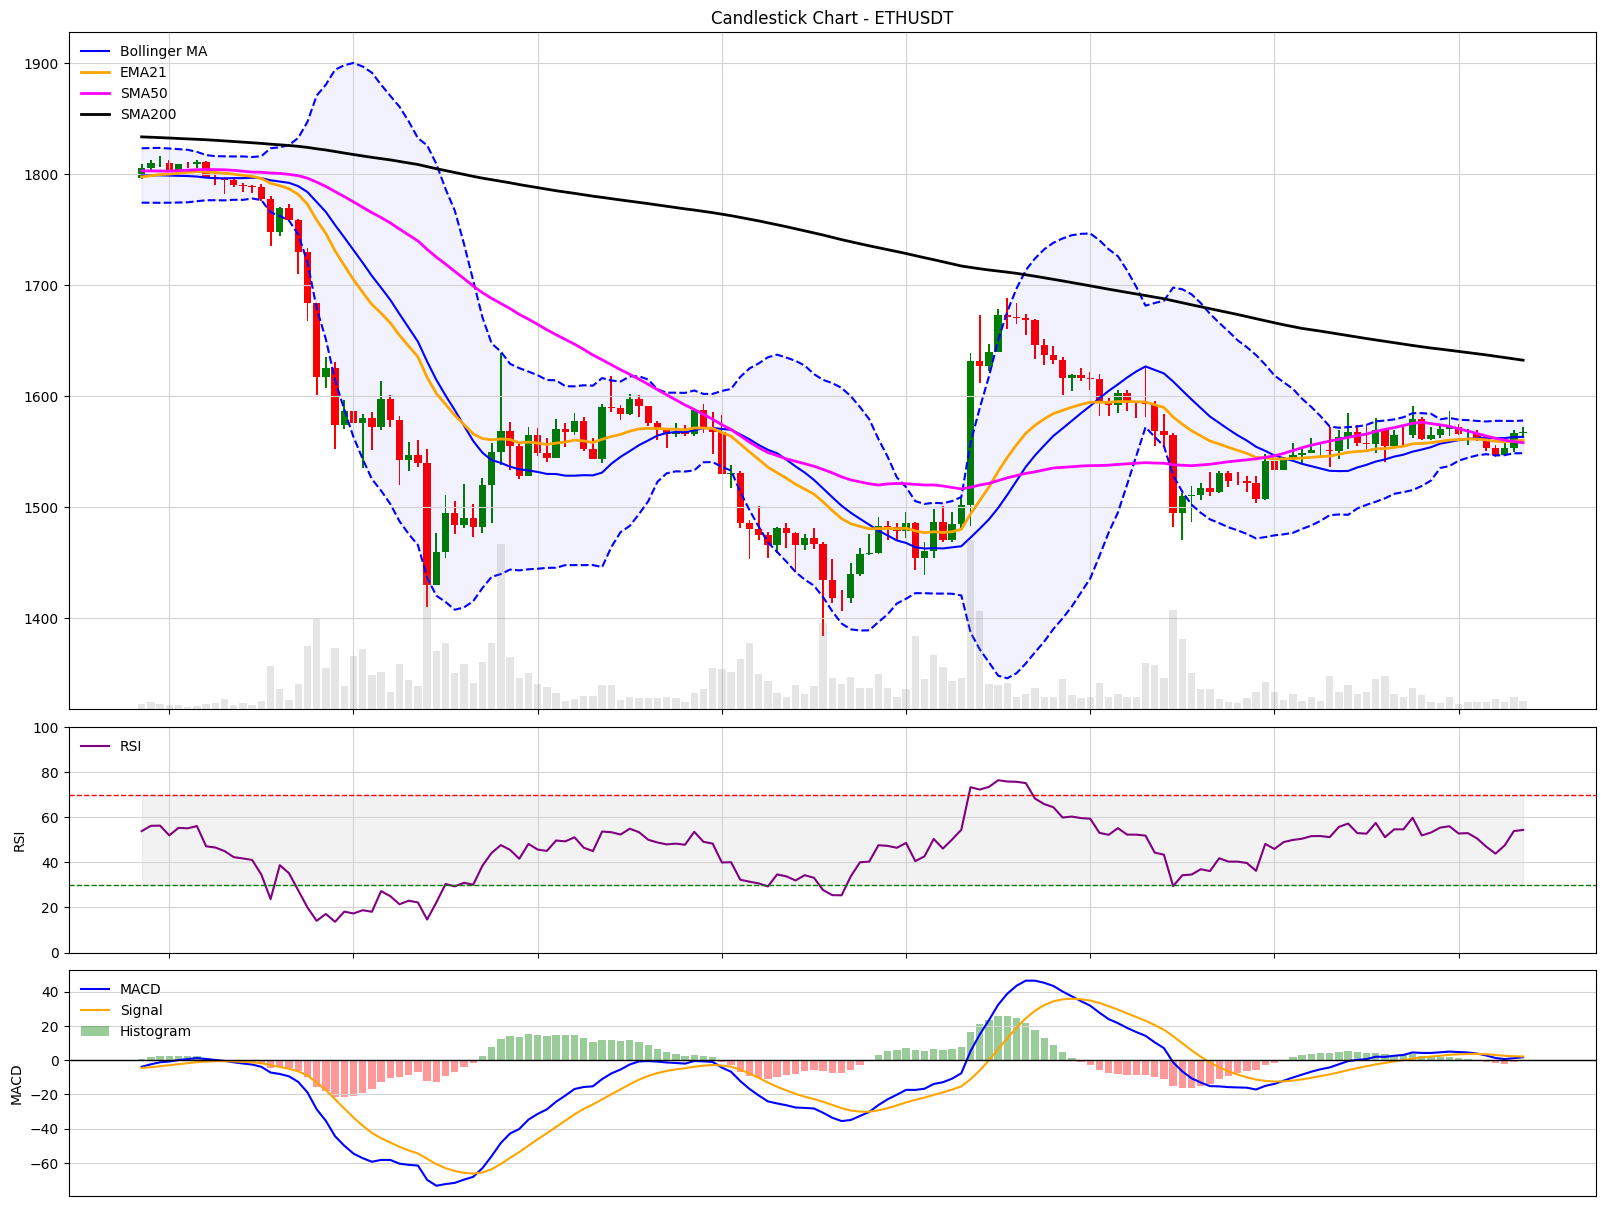 Candlestick Chart - ETHUSDT
Bollinger MA
EMA21
SMA50
SMA200
1900
1800
1700
1600
1500
1400
RSI
100
80
60
40
20
0
RSI
MACD
Signal
Histogram
40
20
0
−20
−40
−60
MACD